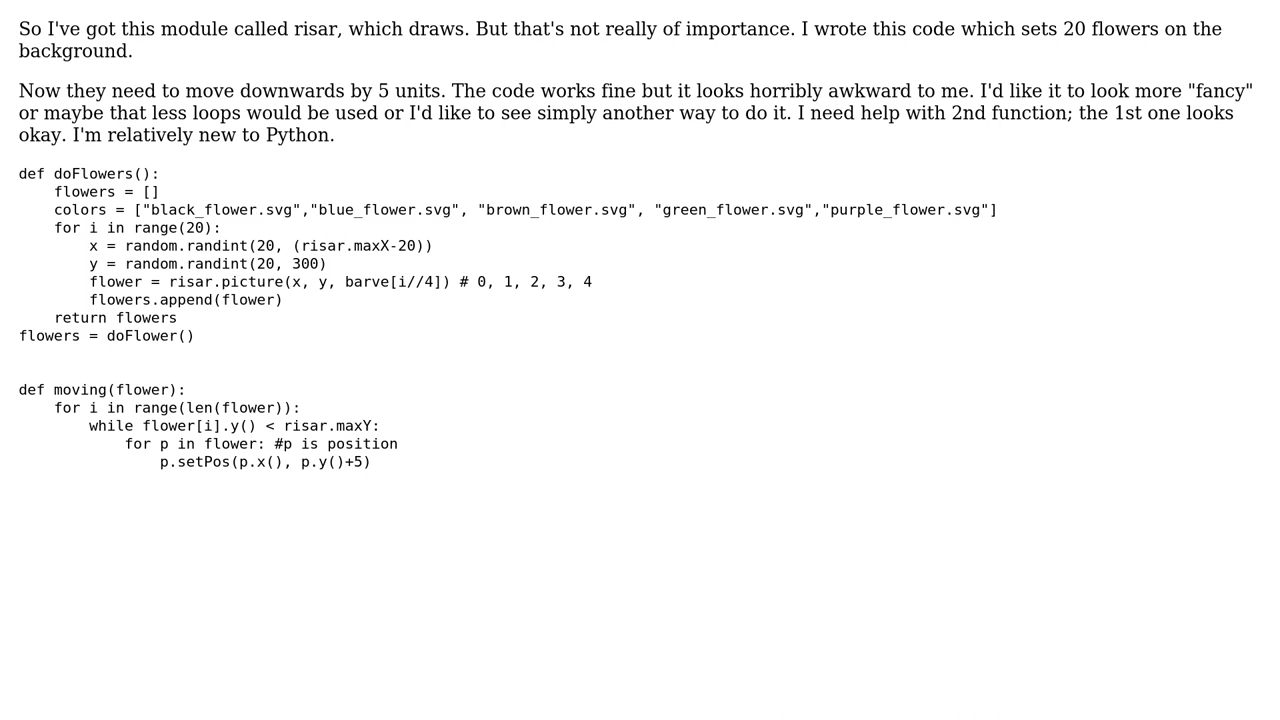 So I've got this module called risar, which draws. But that's not really of importance. I wrote this code which sets 20 flowers on the
background.
Now they need to move downwards by 5 units. The code works fine but it looks horribly awkward to me. I'd like it to look more "fancy"
or maybe that less loops would be used or I'd like to see simply another way to do it. I need help with 2nd function; the 1st one looks
okay. I'm relatively new to Python.
def doFlowers():
    flowers = []
    colors = ["black_flower.svg","blue_flower.svg", "brown_flower.svg", "green_flower.svg","purple_flower.svg"]
    for i in range(20):
        x = random.randint(20, (risar.maxX-20))
        y = random.randint(20, 300)
        flower = risar.picture(x, y, barve[i//4]) # 0, 1, 2, 3, 4
        flowers.append(flower)
    return flowers
flowers = doFlower()
def moving(flower):
    for i in range(len(flower)):
        while flower[i].y() < risar.maxY:
            for p in flower: #p is position
                p.setPos(p.x(), p.y()+5)